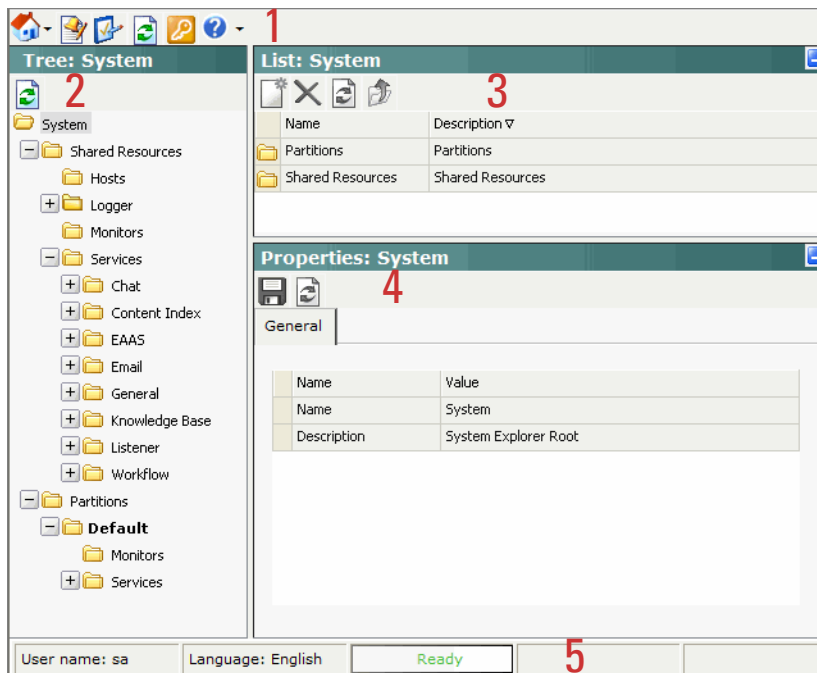 1
Tree: System
2
System
Shared Resources
Hosts
Logger
Monitors
Services
Chat
Content Index
EAAS
Email
General
Knowledge Base
Listener
Workflow
Partitions
Default
Monitors
Services
List: System
3
Name Description
Partitions Partitions
Shared Resources Shared Resources
Properties: System
4
General
Name Value
Name System
Description System Explorer Root
User name: sa Language: English Ready 5